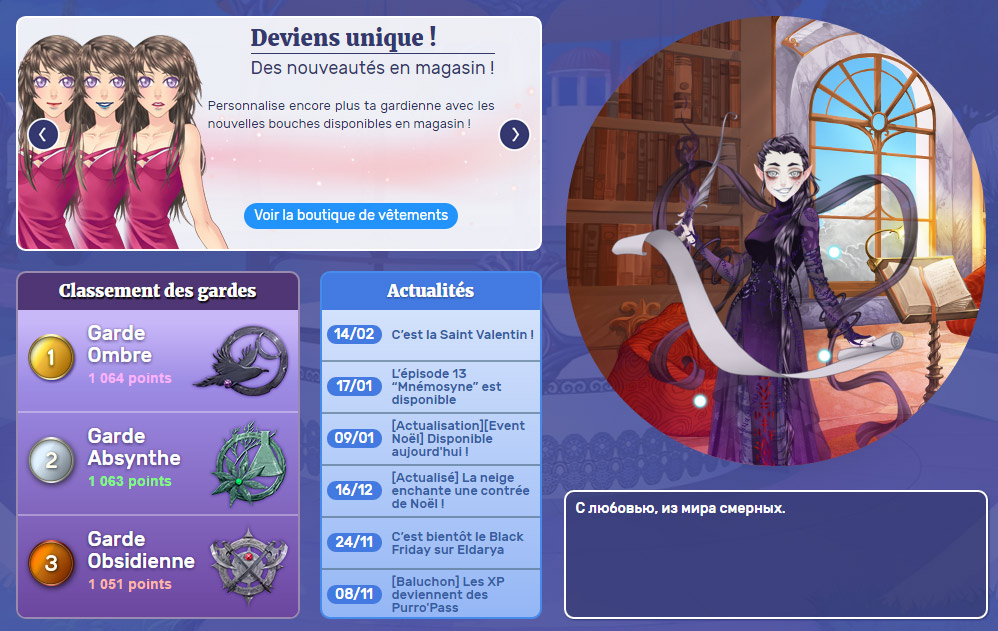 Deviens unique !
Des nouveautés en magasin !
Personnalise encore plus ta gardienne avec les
nouvelles bouches disponibles en magasin !
Voir la boutique de vêtements
Classement des gardes
1
Garde
Ombre
1 064 points
2
Garde
Absynthe
1 063 points
3
Garde
Obsidienne
1 051 points
Actualités
14/02
C'est la Saint Valentin !
17/01
L'épisode 13
“Mnémosyne” est
disponible
09/01
[Actualisation][Event
Noël] Disponible
aujourd'hui !
16/12
[Actualisé] La neige
enchante une contrée
de Noël !
24/11
C'est bientôt le Black
Friday sur Eldarya
08/11
[Baluchon] Les XP
deviennent des
Purro'Pass
С любовью, из мира смерных.